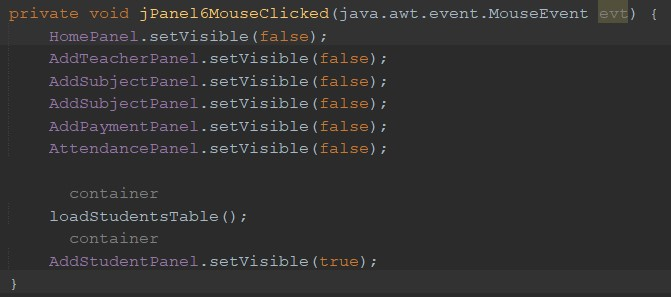 private void jPanel6MouseClicked(java.awt.event.MouseEvent evt) {
HomePanel.setVisible(false);
AddTeacherPanel.setVisible(false);
AddSubjectPanel.setVisible(false);
AddSubjectPanel.setVisible(false);
AddPaymentPanel.setVisible(false);
AttendancePanel.setVisible(false);
container
loadStudentsTable();
container
AddStudentPanel.setVisible(true);
}